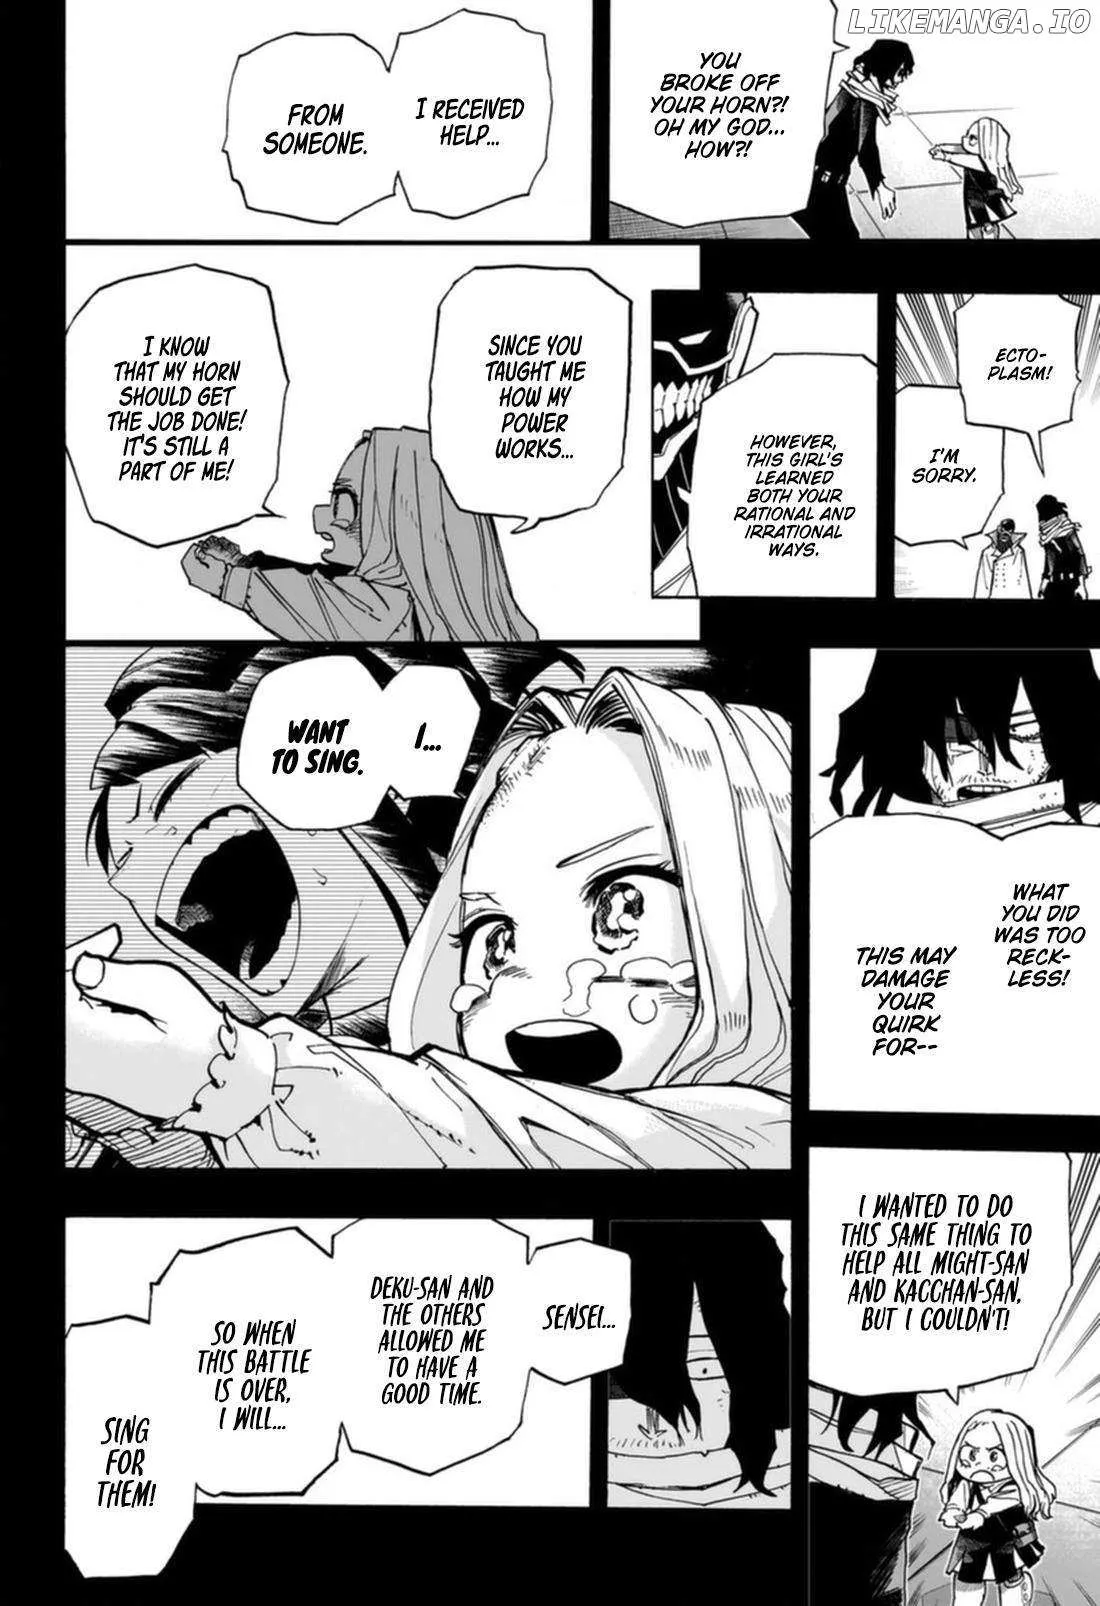 LIKEMANGA.IO
YOU
BROKE OFF
YOUR HORN?!
OH MY GOD...
HOW?!
I RECEIVED
HELP...
FROM
SOMEONE.
ECTO-
PLASM!
I'M
SORRY.
HOWEVER,
THIS GIRL'S
LEARNED
BOTH YOUR
RATIONAL AND
IRRATIONAL
WAYS.
SINCE YOU
TAUGHT ME
HOW MY
POWER
WORKS...
I KNOW
THAT MY HORN
SHOULD GET
THE JOB DONE!
IT'S STILL A
PART OF ME!
WHAT
YOU DID
WAS TOO
RECK-
LESS!
THIS MAY
DAMAGE
YOUR
QUIRK
FOR--
I...
WANT
TO SING.
I WANTED TO DO
THIS SAME THING TO
HELP ALL MIGHT-SAN
AND KACCHAN-SAN,
BUT I COULDN'T!
SENSEI...
DEKU-SAN AND
THE OTHERS
ALLOWED ME
TO HAVE A
GOOD TIME.
SO WHEN
THIS BATTLE
IS OVER,
I WILL...
SING
FOR
THEM!